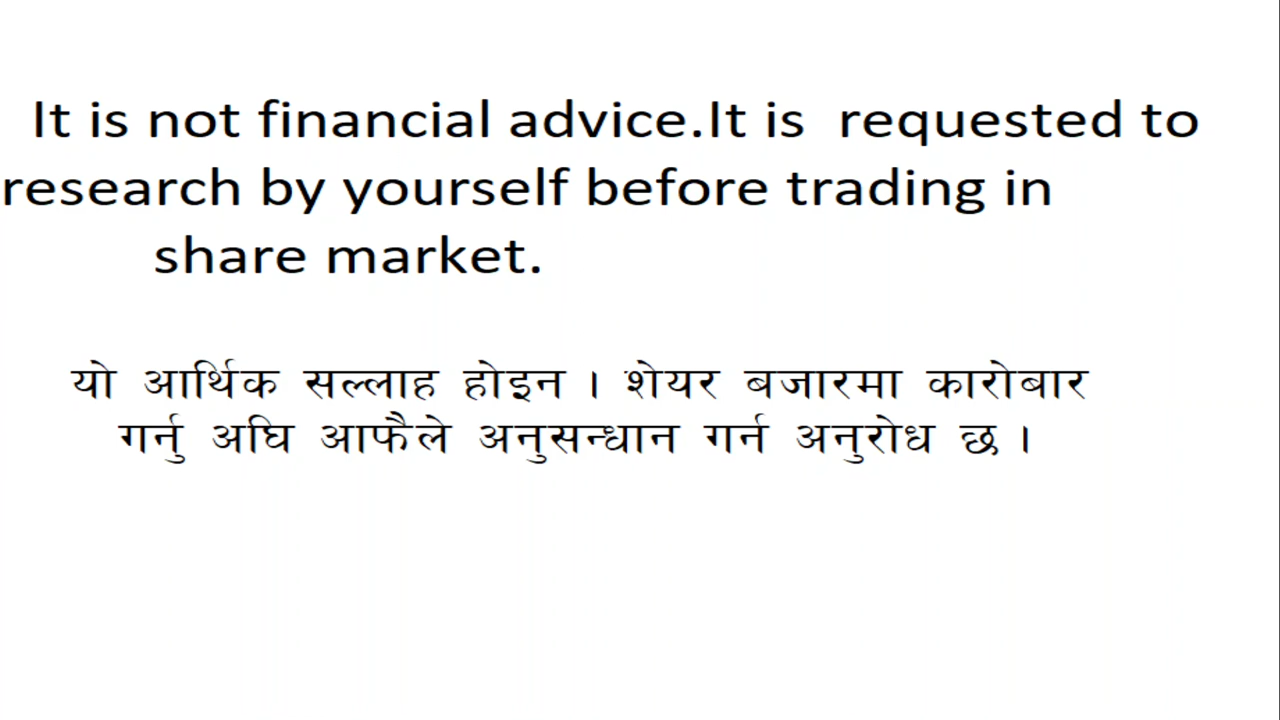 It is not financial advice.It is  requested to
research by yourself before trading in
share market.
यो आर्थिक सल्लाह होइन । शेयर बजारमा कारोबार
गर्नु अघि आफैले अनुसन्धान गर्न अनुरोध छ ।